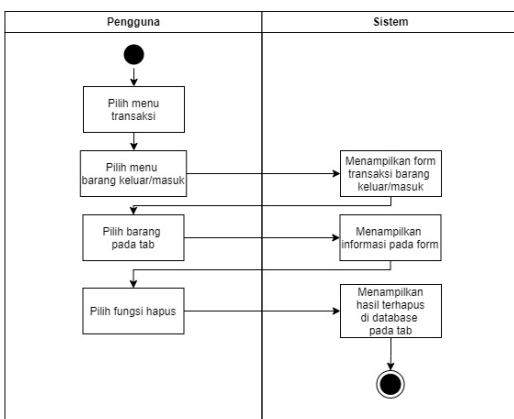 Pengguna
Sistem
Pilih menu
transaksi
Pilih menu
barang keluar/masuk
Menampilkan form
transaksi barang
keluar/masuk
Pilih barang
pada tab
Menampilkan
informasi pada form
Pilih fungsi hapus
Menampilkan
hasil terhapus
di database
pada tab